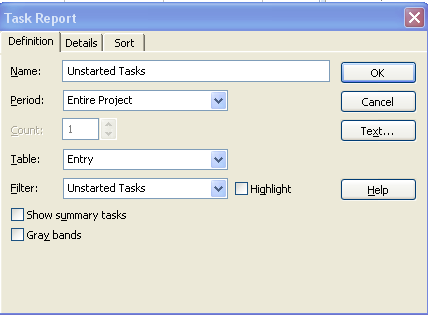 Task Report
Definition Details Sort
Name: Unstarted Tasks OK
Period: Entire Project Cancel
Count: 1 Text...
Table: Entry
Filter: Unstarted Tasks Highlight Help
Show summary tasks
Gray bands